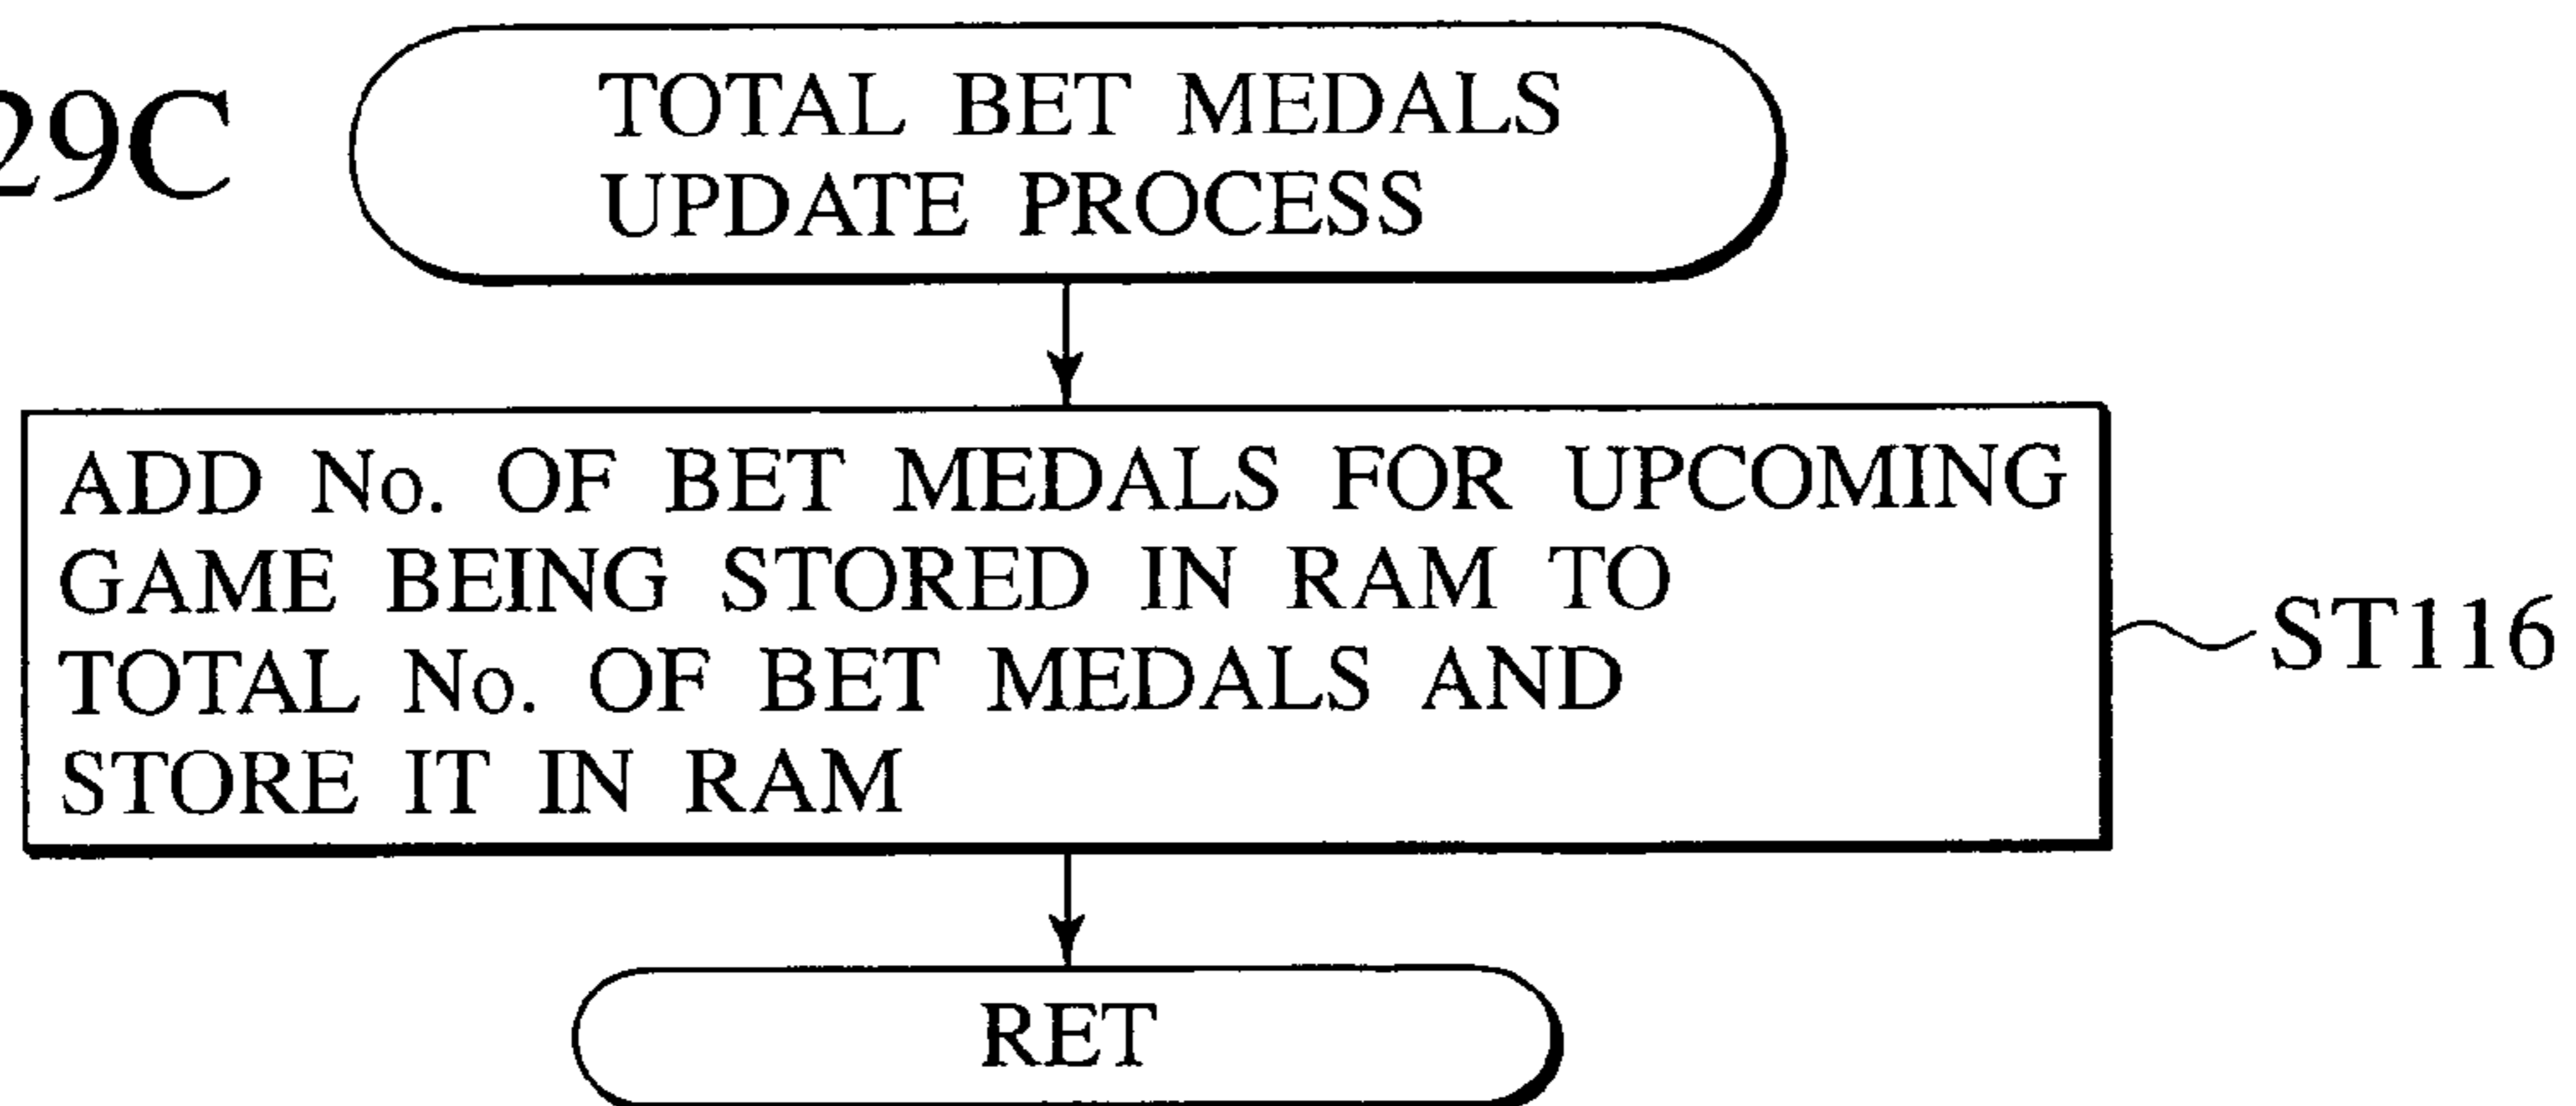 29C
TOTAL BET MEDALS
UPDATE PROCESS
ADD No. OF BET MEDALS FOR UPCOMING
GAME BEING STORED IN RAM TO
TOTAL No. OF BET MEDALS AND
STORE IT IN RAM
ST116
RET